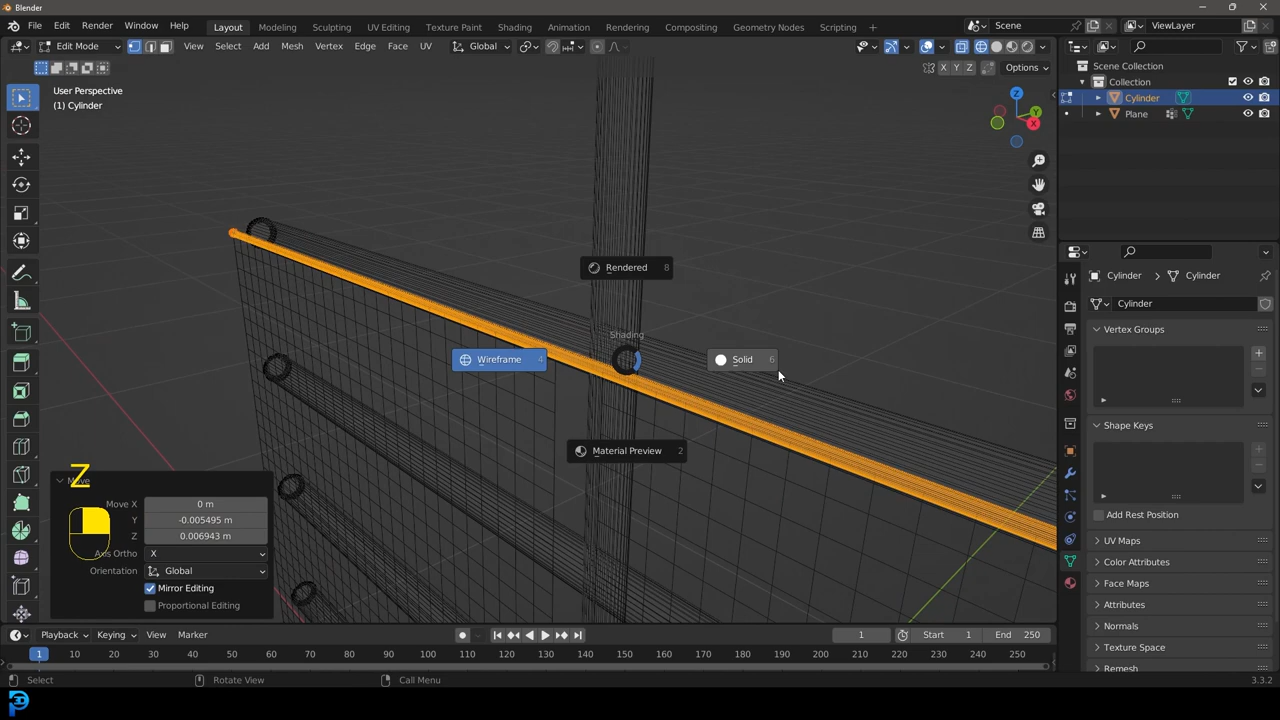 Blender
File Edit Render Window Help
Layout Modeling Sculpting UV Editing Texture Paint Shading Animation Rendering Compositing Geometry Nodes Scripting +
Scene ViewLayer
Edit Mode View Select Add Mesh Vertex Edge Face UV Global
X Y Z Options
User Perspective
(1) Cylinder
Z
Y
X
Scene Collection
Collection
Cylinder
Plane
Rendered 8
Shading
Wireframe 4
Solid 6
Material Preview 2
Z
Move
Move X 0 m
Y -0.005495 m
Z 0.006943 m
Axis Ortho X
Orientation Global
Mirror Editing
Proportional Editing
Cylinder > Cylinder
Cylinder
Vertex Groups
Shape Keys
Add Rest Position
UV Maps
Color Attributes
Face Maps
Attributes
Normals
Texture Space
Remesh
Playback Keying View Marker 1 Start 1 End 250
1 10 20 30 40 50 60 70 80 90 100 110 120 130 140 150 160 170 180 190 200 210 220 230 240 250
Select Rotate View Call Menu 3.3.2